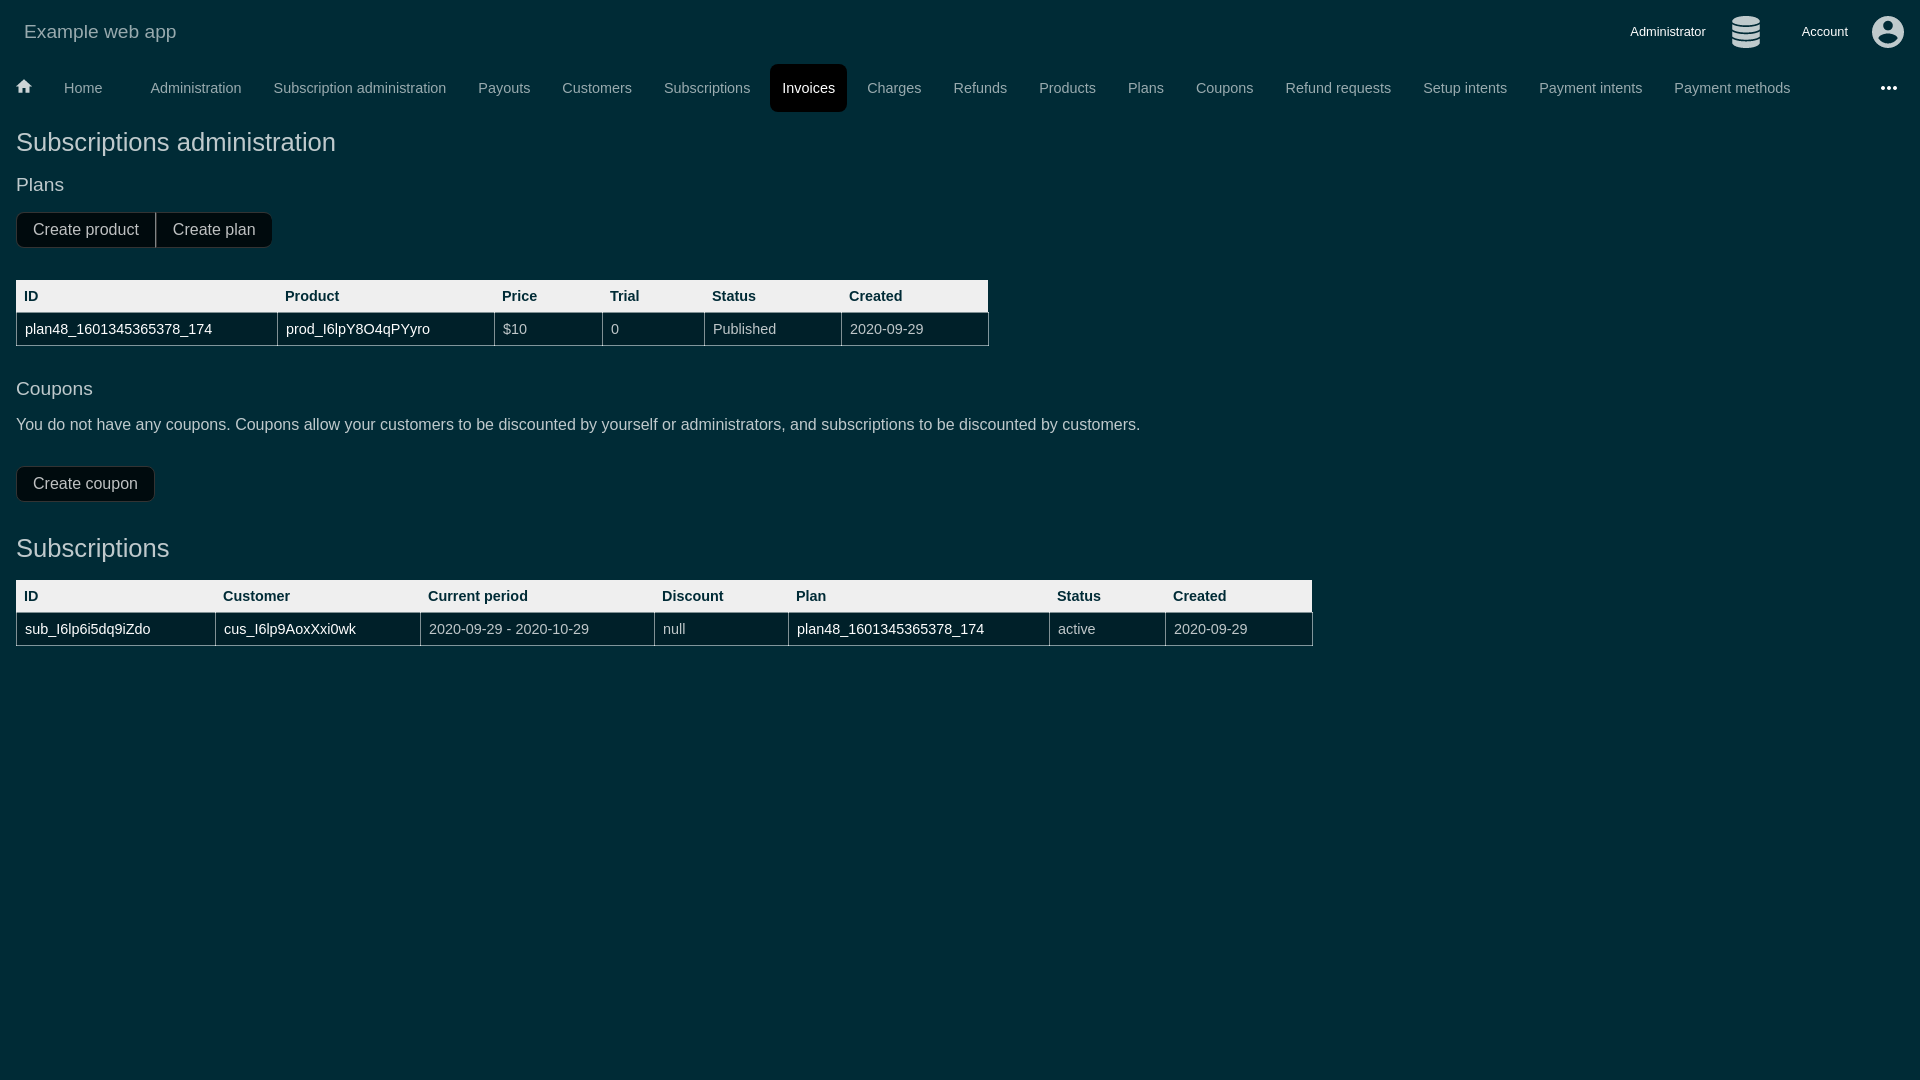 Example web app Administrator Account
Home Administration Subscription administration Payouts Customers Subscriptions Invoices Charges Refunds Products Plans Coupons Refund requests Setup intents Payment intents Payment methods
Subscriptions administration
Plans
Create product Create plan
ID Product Price Trial Status Created
plan48_1601345365378_174 prod_I6lpY8O4qPYyro $10 0 Published 2020-09-29
Coupons
You do not have any coupons. Coupons allow your customers to be discounted by yourself or administrators, and subscriptions to be discounted by customers.
Create coupon
Subscriptions
ID Customer Current period Discount Plan Status Created
sub_I6lp6i5dq9iZdo cus_I6lp9AoxXxi0wk 2020-09-29 - 2020-10-29 null plan48_1601345365378_174 active 2020-09-29